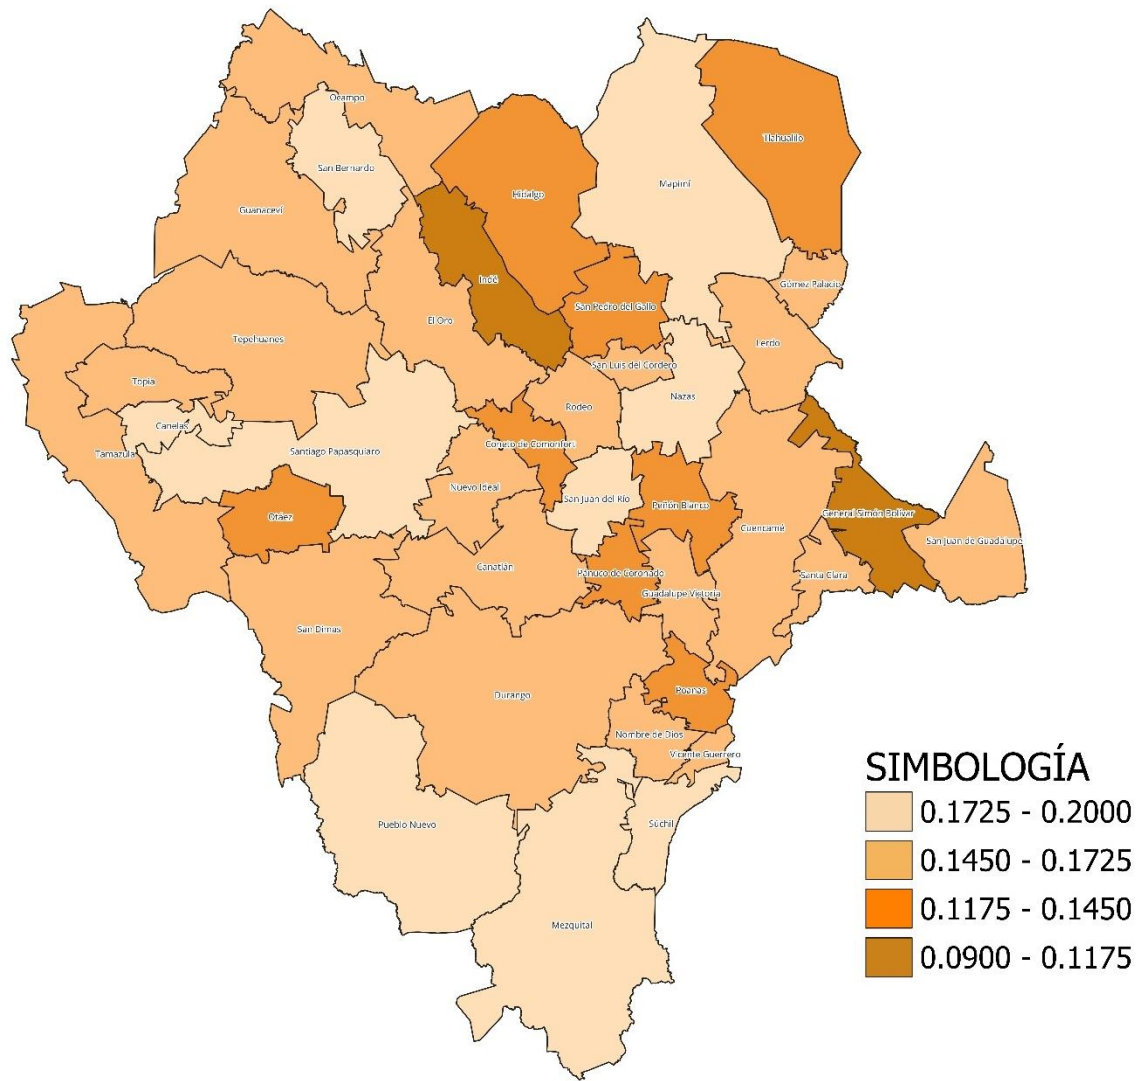 Ocampo
San Bernardo
Guanaceví
Hidalgo
Mapimí
Tlahualilo
Indé
San Pedro del Gallo
Gómez Palacio
El Oro
Tepehuanes
Lerdo
San Luis del Cordero
Topia
Rodeo
Nazas
Canelas
Tamazula
Santiago Papasquiaro
Coneto de Comonfort
Nuevo Ideal
San Juan del Río
Peñón Blanco
Otáez
Cuencamé
General Simón Bolívar
San Juan de Guadalupe
Canatlán
Pánuco de Coronado
Guadalupe Victoria
Santa Clara
San Dimas
Durango
Poanas
Nombre de Dios
Vicente Guerrero
Pueblo Nuevo
Súchil
Mezquital
SIMBOLOGÍA
0.1725 - 0.2000
0.1450 - 0.1725
0.1175 - 0.1450
0.0900 - 0.1175